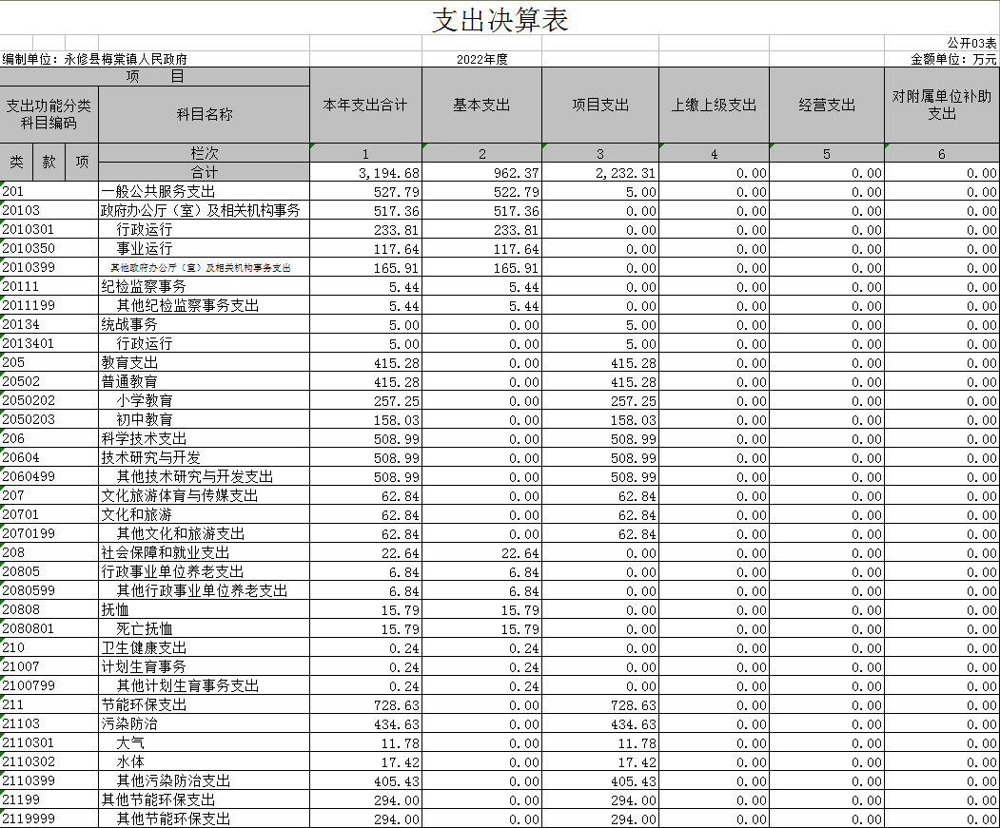 支出决算表
公开03表
编制单位：永修县梅棠镇人民政府 2022年度 金额单位：万元
项 目 本年支出合计 基本支出 项目支出 上缴上级支出 经营支出 对附属单位补助支出
支出功能分类科目编码 科目名称
类 款 项 栏次 1 2 3 4 5 6
合计 3,194.68 962.37 2,232.31 0.00 0.00 0.00
201 一般公共服务支出 527.79 522.79 5.00 0.00 0.00 0.00
20103 政府办公厅（室）及相关机构事务 517.36 517.36 0.00 0.00 0.00 0.00
2010301 行政运行 233.81 233.81 0.00 0.00 0.00 0.00
2010350 事业运行 117.64 117.64 0.00 0.00 0.00 0.00
2010399 其他政府办公厅（室）及相关机构事务支出 165.91 165.91 0.00 0.00 0.00 0.00
20111 纪检监察事务 5.44 5.44 0.00 0.00 0.00 0.00
2011199 其他纪检监察事务支出 5.44 5.44 0.00 0.00 0.00 0.00
20134 统战事务 5.00 0.00 5.00 0.00 0.00 0.00
2013401 行政运行 5.00 0.00 5.00 0.00 0.00 0.00
205 教育支出 415.28 0.00 415.28 0.00 0.00 0.00
20502 普通教育 415.28 0.00 415.28 0.00 0.00 0.00
2050202 小学教育 257.25 0.00 257.25 0.00 0.00 0.00
2050203 初中教育 158.03 0.00 158.03 0.00 0.00 0.00
206 科学技术支出 508.99 0.00 508.99 0.00 0.00 0.00
20604 技术研究与开发 508.99 0.00 508.99 0.00 0.00 0.00
2060499 其他技术研究与开发支出 508.99 0.00 508.99 0.00 0.00 0.00
207 文化旅游体育与传媒支出 62.84 0.00 62.84 0.00 0.00 0.00
20701 文化和旅游 62.84 0.00 62.84 0.00 0.00 0.00
2070199 其他文化和旅游支出 62.84 0.00 62.84 0.00 0.00 0.00
208 社会保障和就业支出 22.64 22.64 0.00 0.00 0.00 0.00
20805 行政事业单位养老支出 6.84 6.84 0.00 0.00 0.00 0.00
2080599 其他行政事业单位养老支出 6.84 6.84 0.00 0.00 0.00 0.00
20808 抚恤 15.79 15.79 0.00 0.00 0.00 0.00
2080801 死亡抚恤 15.79 15.79 0.00 0.00 0.00 0.00
210 卫生健康支出 0.24 0.24 0.00 0.00 0.00 0.00
21007 计划生育事务 0.24 0.24 0.00 0.00 0.00 0.00
2100799 其他计划生育事务支出 0.24 0.24 0.00 0.00 0.00 0.00
211 节能环保支出 728.63 0.00 728.63 0.00 0.00 0.00
21103 污染防治 434.63 0.00 434.63 0.00 0.00 0.00
2110301 大气 11.78 0.00 11.78 0.00 0.00 0.00
2110302 水体 17.42 0.00 17.42 0.00 0.00 0.00
2110399 其他污染防治支出 405.43 0.00 405.43 0.00 0.00 0.00
21199 其他节能环保支出 294.00 0.00 294.00 0.00 0.00 0.00
2119999 其他节能环保支出 294.00 0.00 294.00 0.00 0.00 0.00